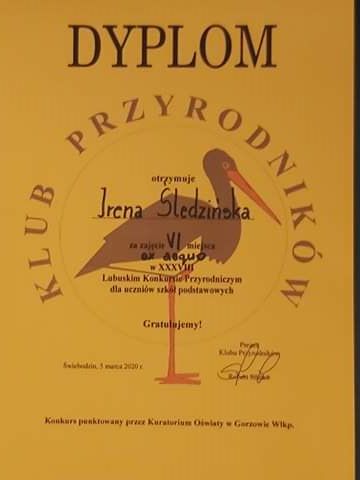 DYPLOM
KLUB PRZYRODNIKÓW
otrzymuje
Irena Śledzińska
za zajęcie VI miejsca
ex aequo
w XXXVIII
Lubuskim Konkursie Przyrodniczym
dla uczniów szkół podstawowych
Gratulujemy!
Prezes
Klubu Przyrodników
Świebodzin, 5 marca 2020 r.
Robert
Konkurs punktowany przez Kuratorium Oświaty w Gorzowie Wlkp.